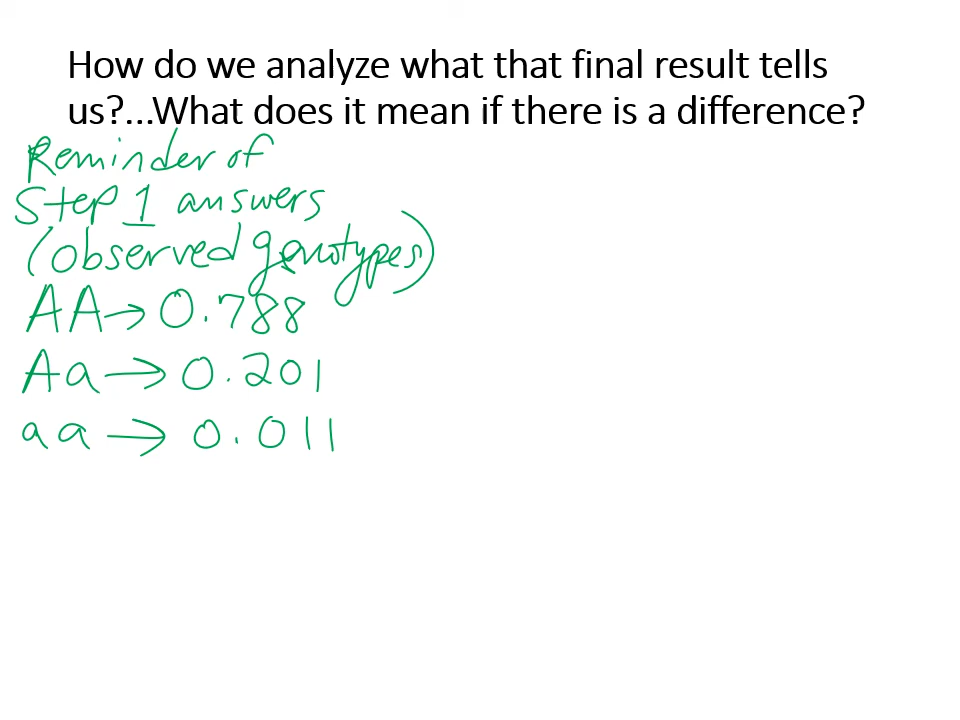 How do we analyze what that final result tells
us?...What does it mean if there is a difference?
Reminder of
Step 1 answers
(observed genotypes)
AA→0.788
Aa→0.201
aa→0.011